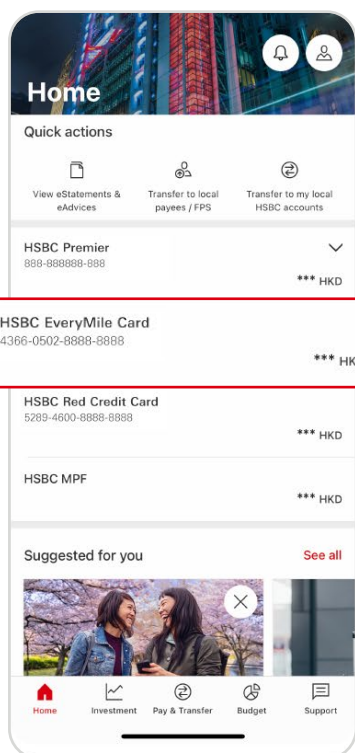 Home
Quick actions
View eStatements &
eAdvices
Transfer to local
payees / FPS
Transfer to my local
HSBC accounts
HSBC Premier
888-888888-888
*** HKD
HSBC EveryMile Card
4366-0502-8888-8888
*** HK
HSBC Red Credit Card
5289-4600-8888-8888
*** HKD
HSBC MPF
*** HKD
Suggested for you
See all
Home
Investment
Pay & Transfer
Budget
Support